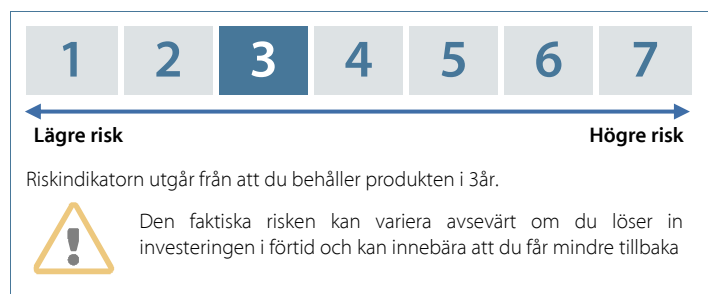 1 2 3 4 5 6 7
Lägre risk Högre risk
Riskindikatorn utgår från att du behåller produkten i 3år.
Den faktiska risken kan variera avsevärt om du löser in
investeringen i förtid och kan innebära att du får mindre tillbaka